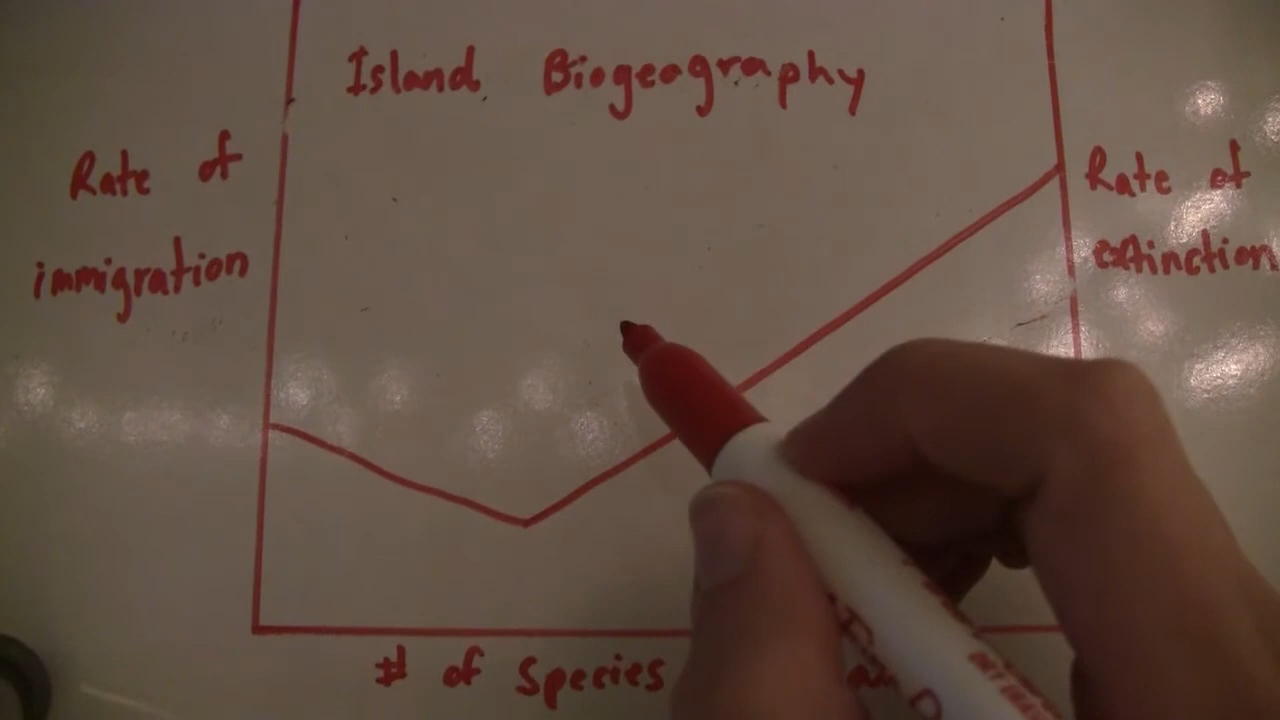 Island Biogeography
Rate of
immigration
Rate of
extinction
# of Species